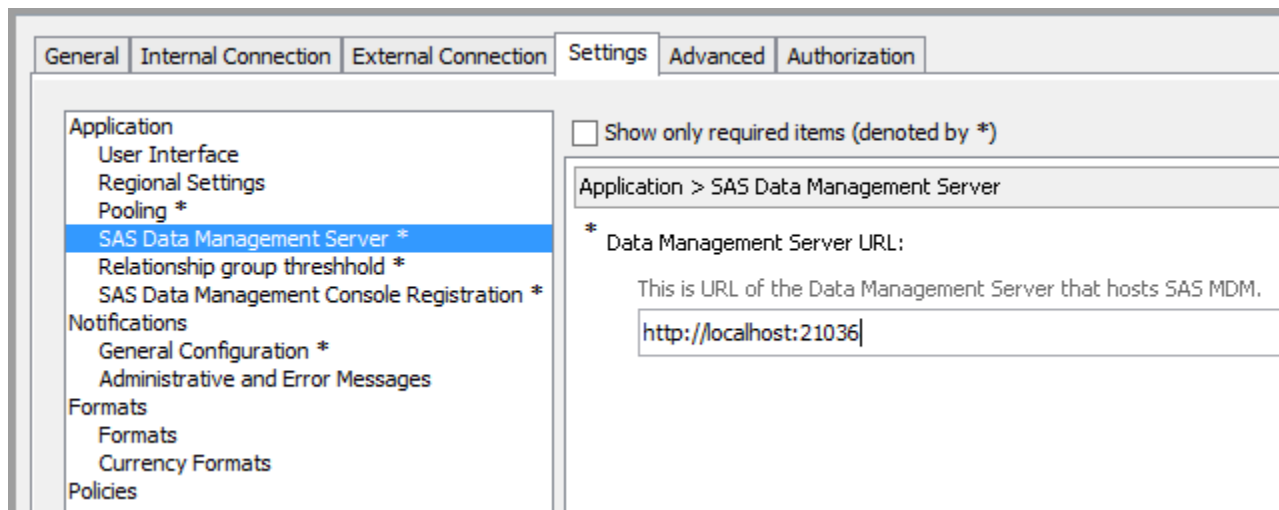 General Internal Connection External Connection Settings Advanced Authorization
Application
User Interface
Regional Settings
Pooling *
SAS Data Management Server *
Relationship group threshhold *
SAS Data Management Console Registration *
Notifications
General Configuration *
Administrative and Error Messages
Formats
Formats
Currency Formats
Policies
Show only required items (denoted by *)
Application > SAS Data Management Server
* Data Management Server URL:
This is URL of the Data Management Server that hosts SAS MDM.
http://localhost:21036